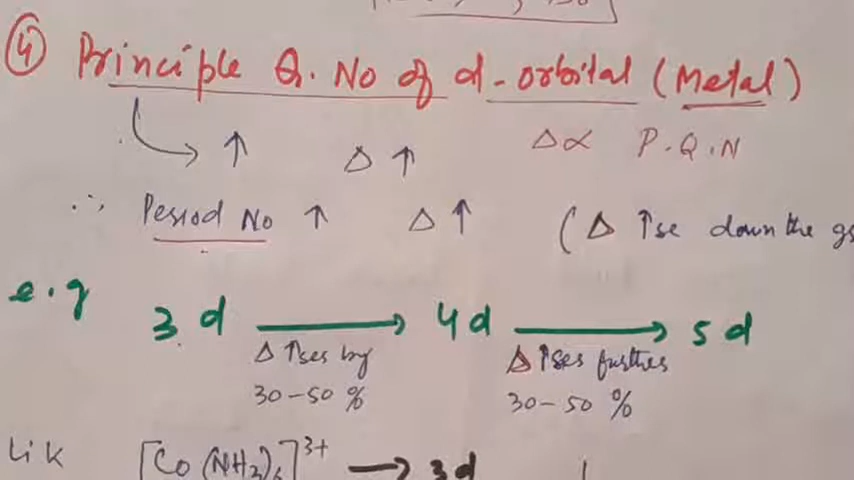 ④ Principle Q. No of d-orbital (Metal)
↑ Δ↑ Δ∝ P.Q.N
∴ Period No ↑ Δ↑ (Δ ↑se down the
e.g
3d → 4d → 5d
Δ ↑ses by Δ ↑ses further
30-50 % 30-50 %
Lik [Co(NH3)6]3+ → 3d